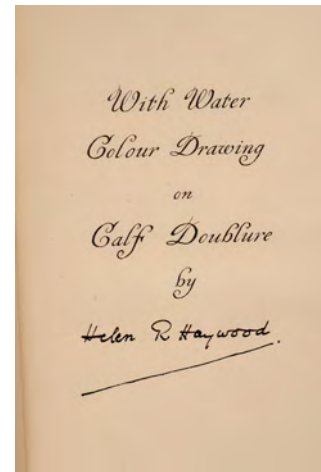 With Water
Colour Drawing
on
Calf Doublure
by
Helen R Haywood.